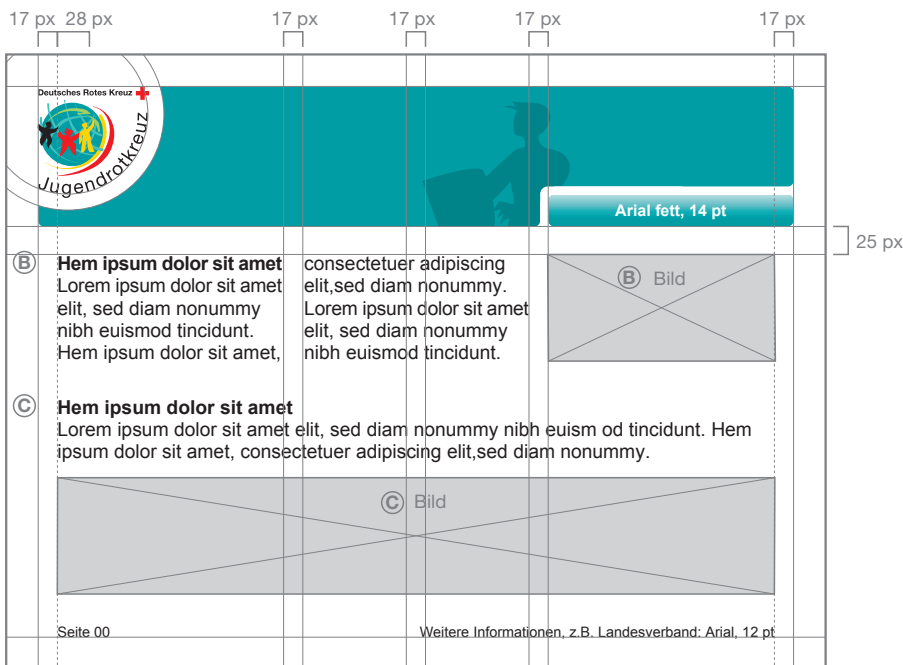 17 px 28 px 17 px 17 px 17 px 17 px
Deutsches Rotes Kreuz
Jugendrotkreuz
Arial fett, 14 pt
25 px
B
Hem ipsum dolor sit amet
Lorem ipsum dolor sit amet
elit, sed diam nonummy
nibh euismod tincidunt.
Hem ipsum dolor sit amet,
consectetuer adipiscing
elit,sed diam nonummy.
Lorem ipsum dolor sit amet
elit, sed diam nonummy
nibh euismod tincidunt.
B Bild
C
Hem ipsum dolor sit amet
Lorem ipsum dolor sit amet elit, sed diam nonummy nibh euism od tincidunt. Hem
ipsum dolor sit amet, consectetuer adipiscing elit,sed diam nonummy.
C Bild
Seite 00
Weitere Informationen, z.B. Landesverband: Arial, 12 pt